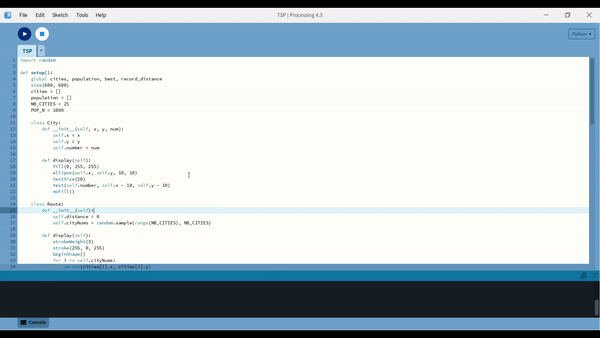 TSP | Processing 4.3
File Edit Sketch Tools Help
Python
TSP
1 import random
2
3 def setup():
4 global cities, population, best, record_distance
5 size(600, 600)
6 cities = []
7 population = []
8 NB_CITIES = 25
9 POP_N = 1000
10
11 class City:
12 def __init__(self, x, y, num):
13 self.x = x
14 self.y = y
15 self.number = num
16
17 def display(self):
18 fill(0, 255, 255)
19 ellipse(self.x, self.y, 10, 10)
20 textSize(20)
21 text(self.number, self.x - 10, self.y - 10)
22 noFill()
23
24 class Route:
25 def __init__(self):
26 self.distance = 0
27 self.cityNums = random.sample(range(NB_CITIES), NB_CITIES)
28
29 def display(self):
30 strokeWeight(3)
31 stroke(255, 0, 255)
32 beginShape()
33 for i in self.cityNums:
34 vertex(cities[i].x, cities[i].y)
Console